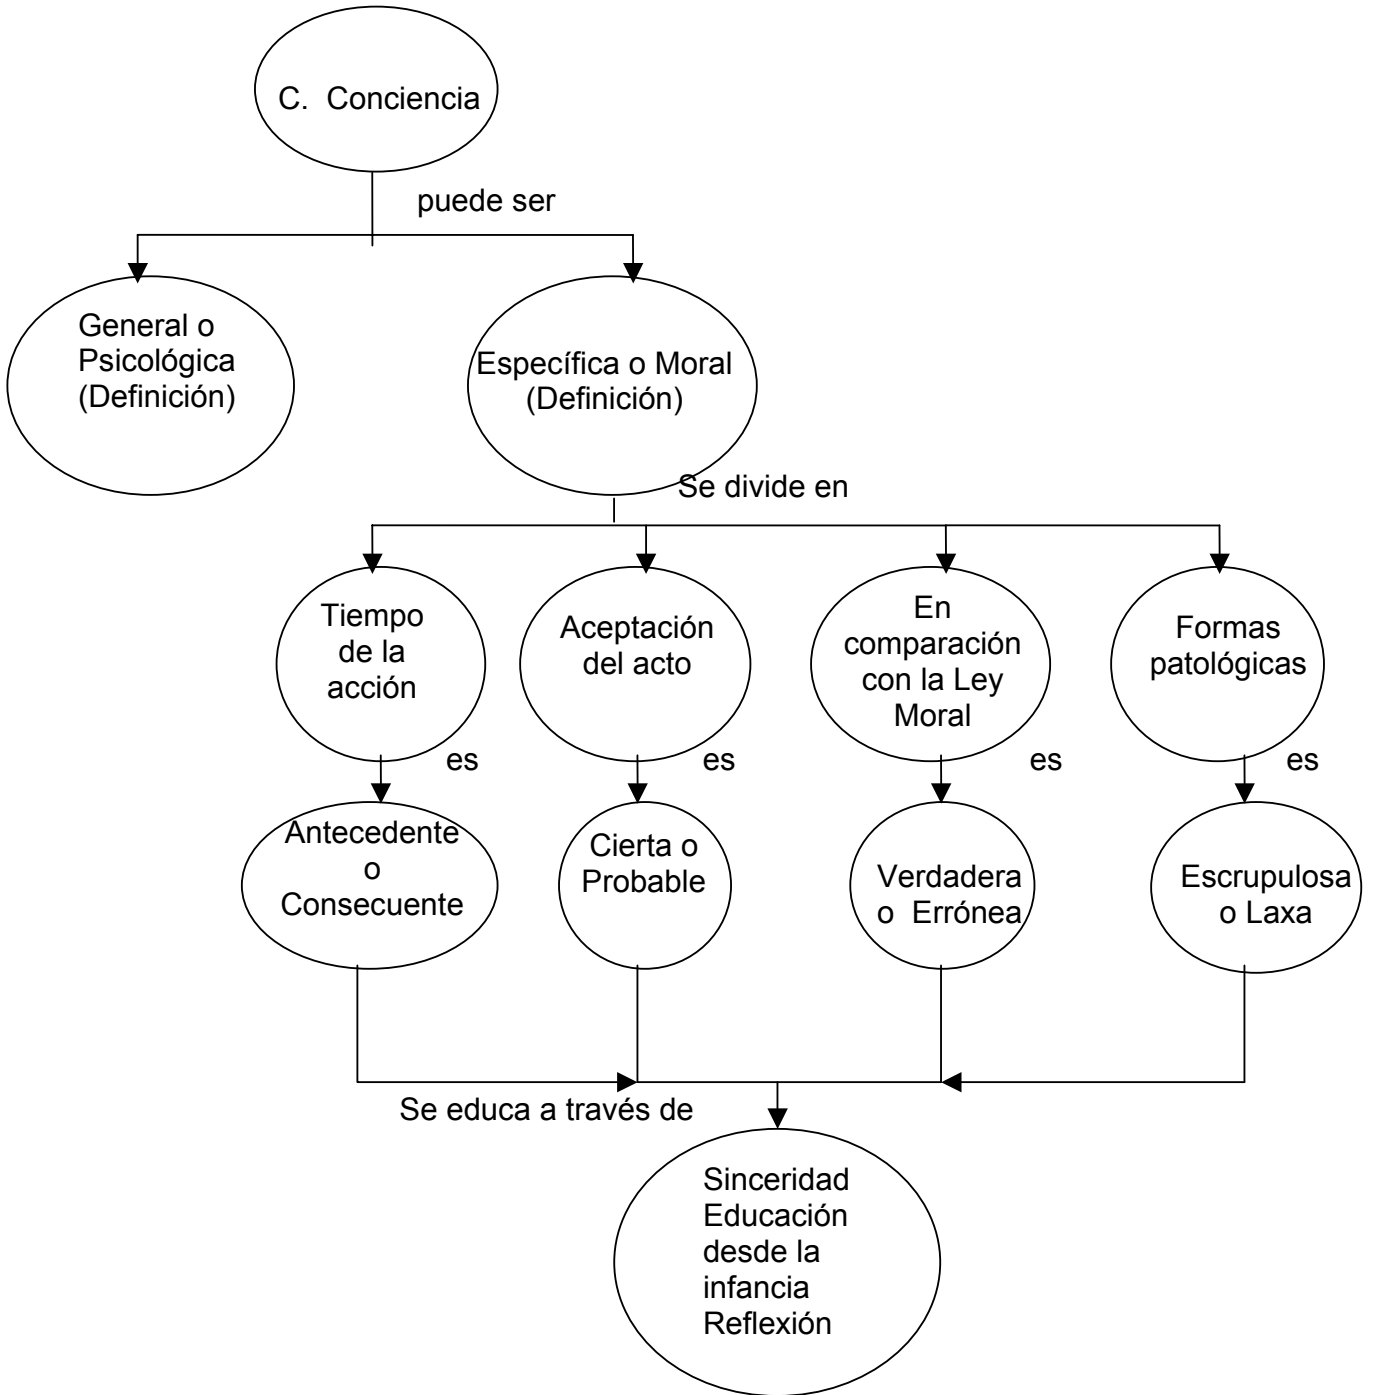 C. Conciencia
puede ser
General o
Psicológica
(Definición)
Específica o Moral
(Definición)
Se divide en
Tiempo
de la
acción
Aceptación
del acto
En
comparación
con la Ley
Moral
Formas
patológicas
es
es
es
es
Antecedente
o
Consecuente
Cierta o
Probable
Verdadera
o Errónea
Escrupulosa
o Laxa
Se educa a través de
Sinceridad
Educación
desde la
infancia
Reflexión